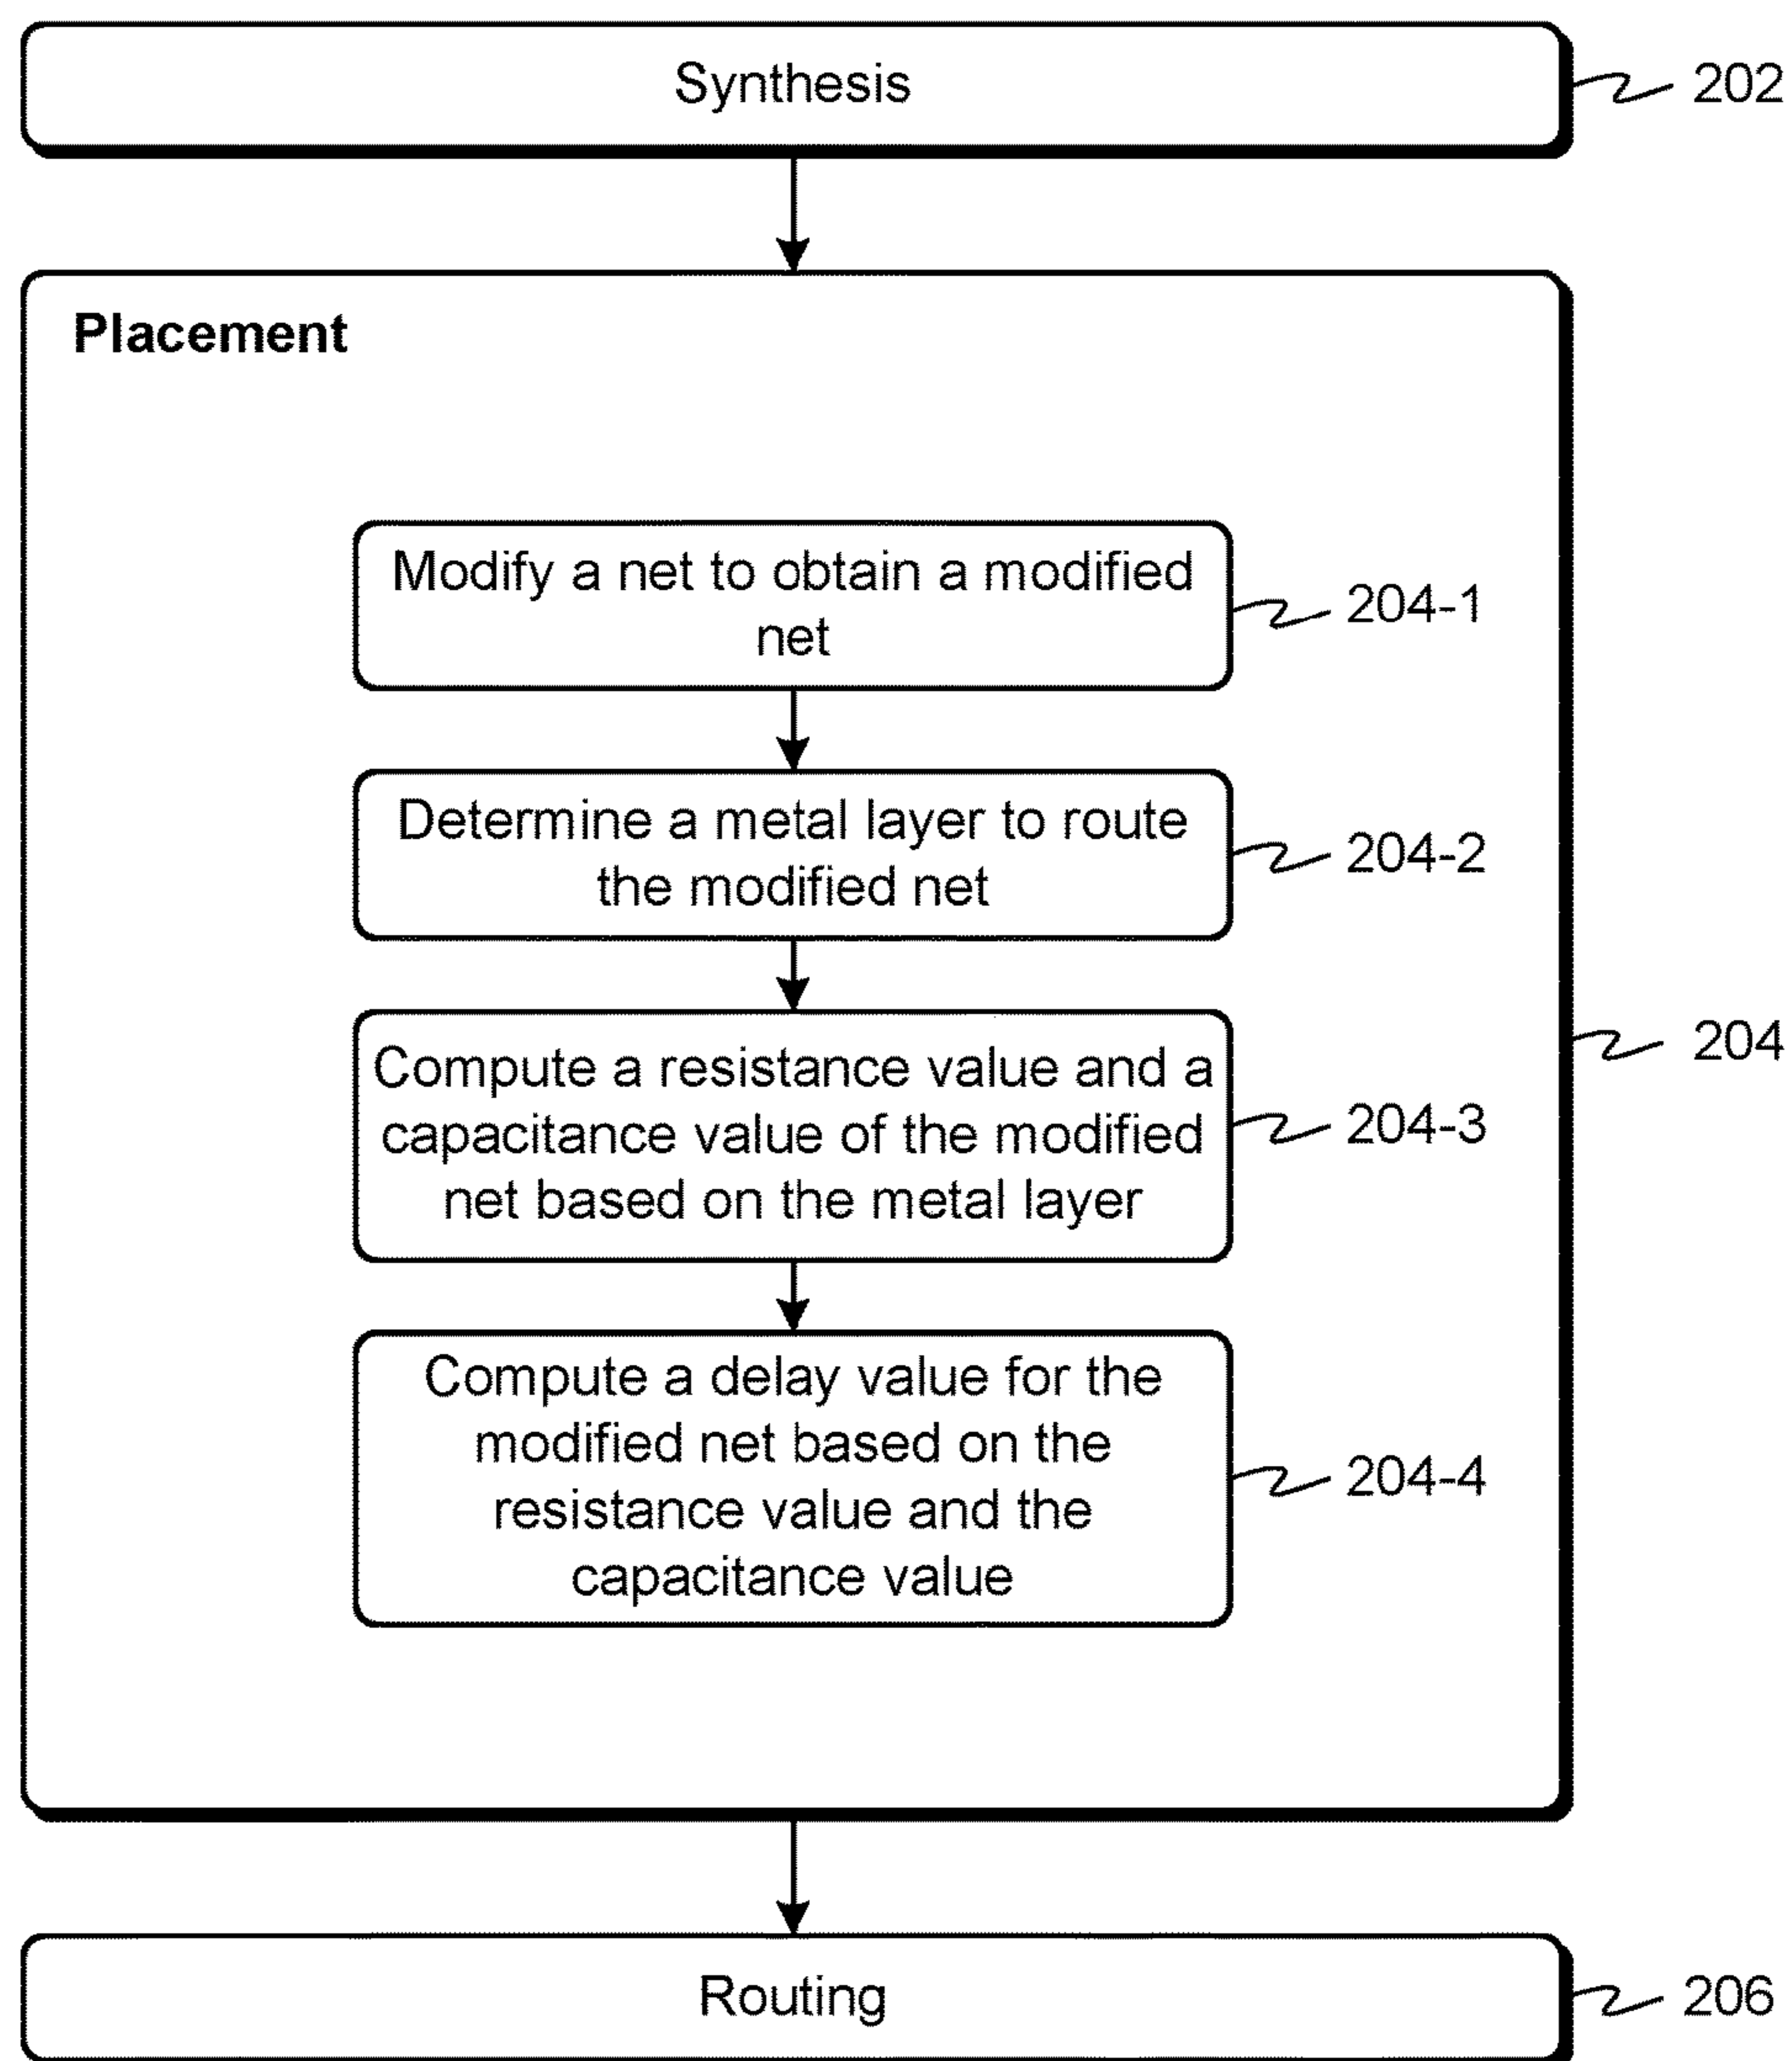 Synthesis
202
Placement
Modify a net to obtain a modified
net
204-1
Determine a metal layer to route
the modified net
204-2
Compute a resistance value and a
capacitance value of the modified
net based on the metal layer
204-3
204
Compute a delay value for the
modified net based on the
resistance value and the
capacitance value
204-4
Routing
206